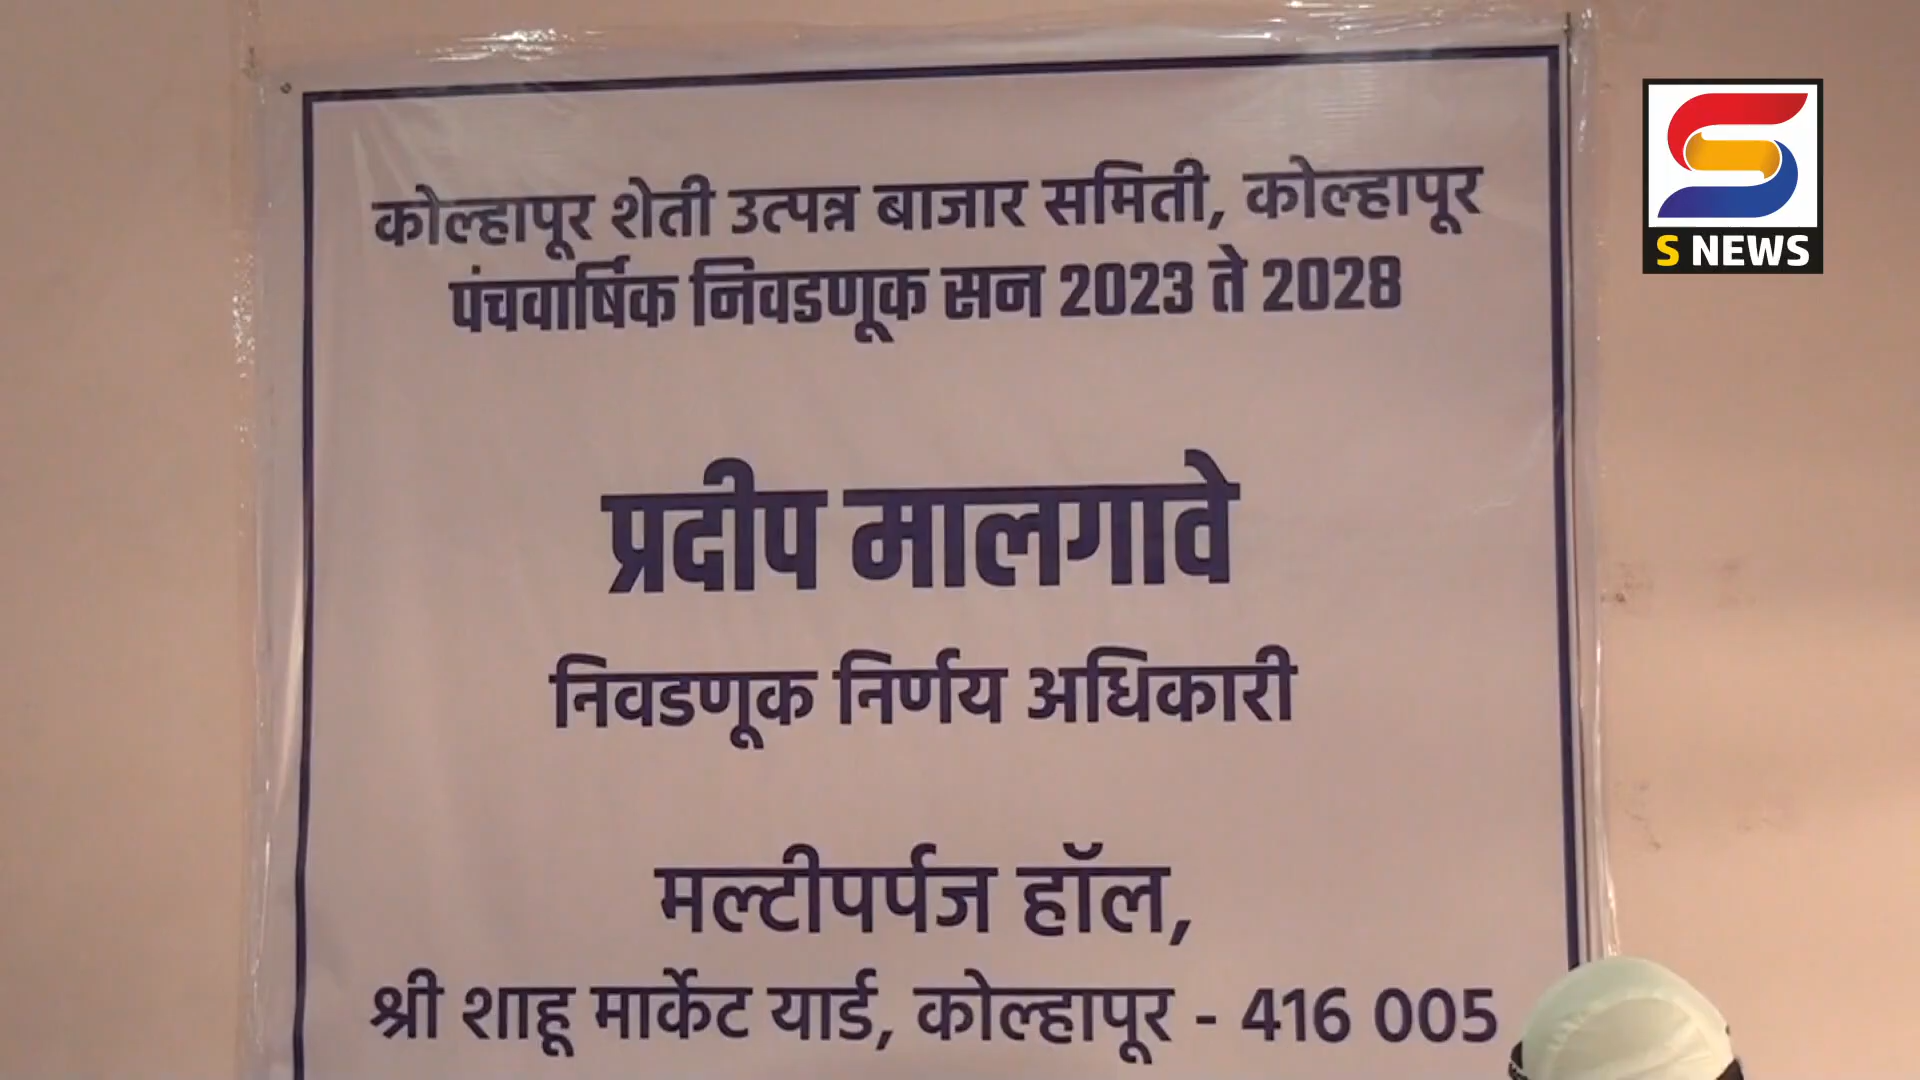 कोल्हापूर शेती उत्पन्न बाजार समिती, कोल्हापूर
पंचवार्षिक निवडणूक सन 2023 ते 2028
प्रदीप मालगावे
निवडणूक निर्णय अधिकारी
मल्टीपर्पज हॉल,
श्री शाहू मार्केट यार्ड, कोल्हापूर - 416 005
S NEWS